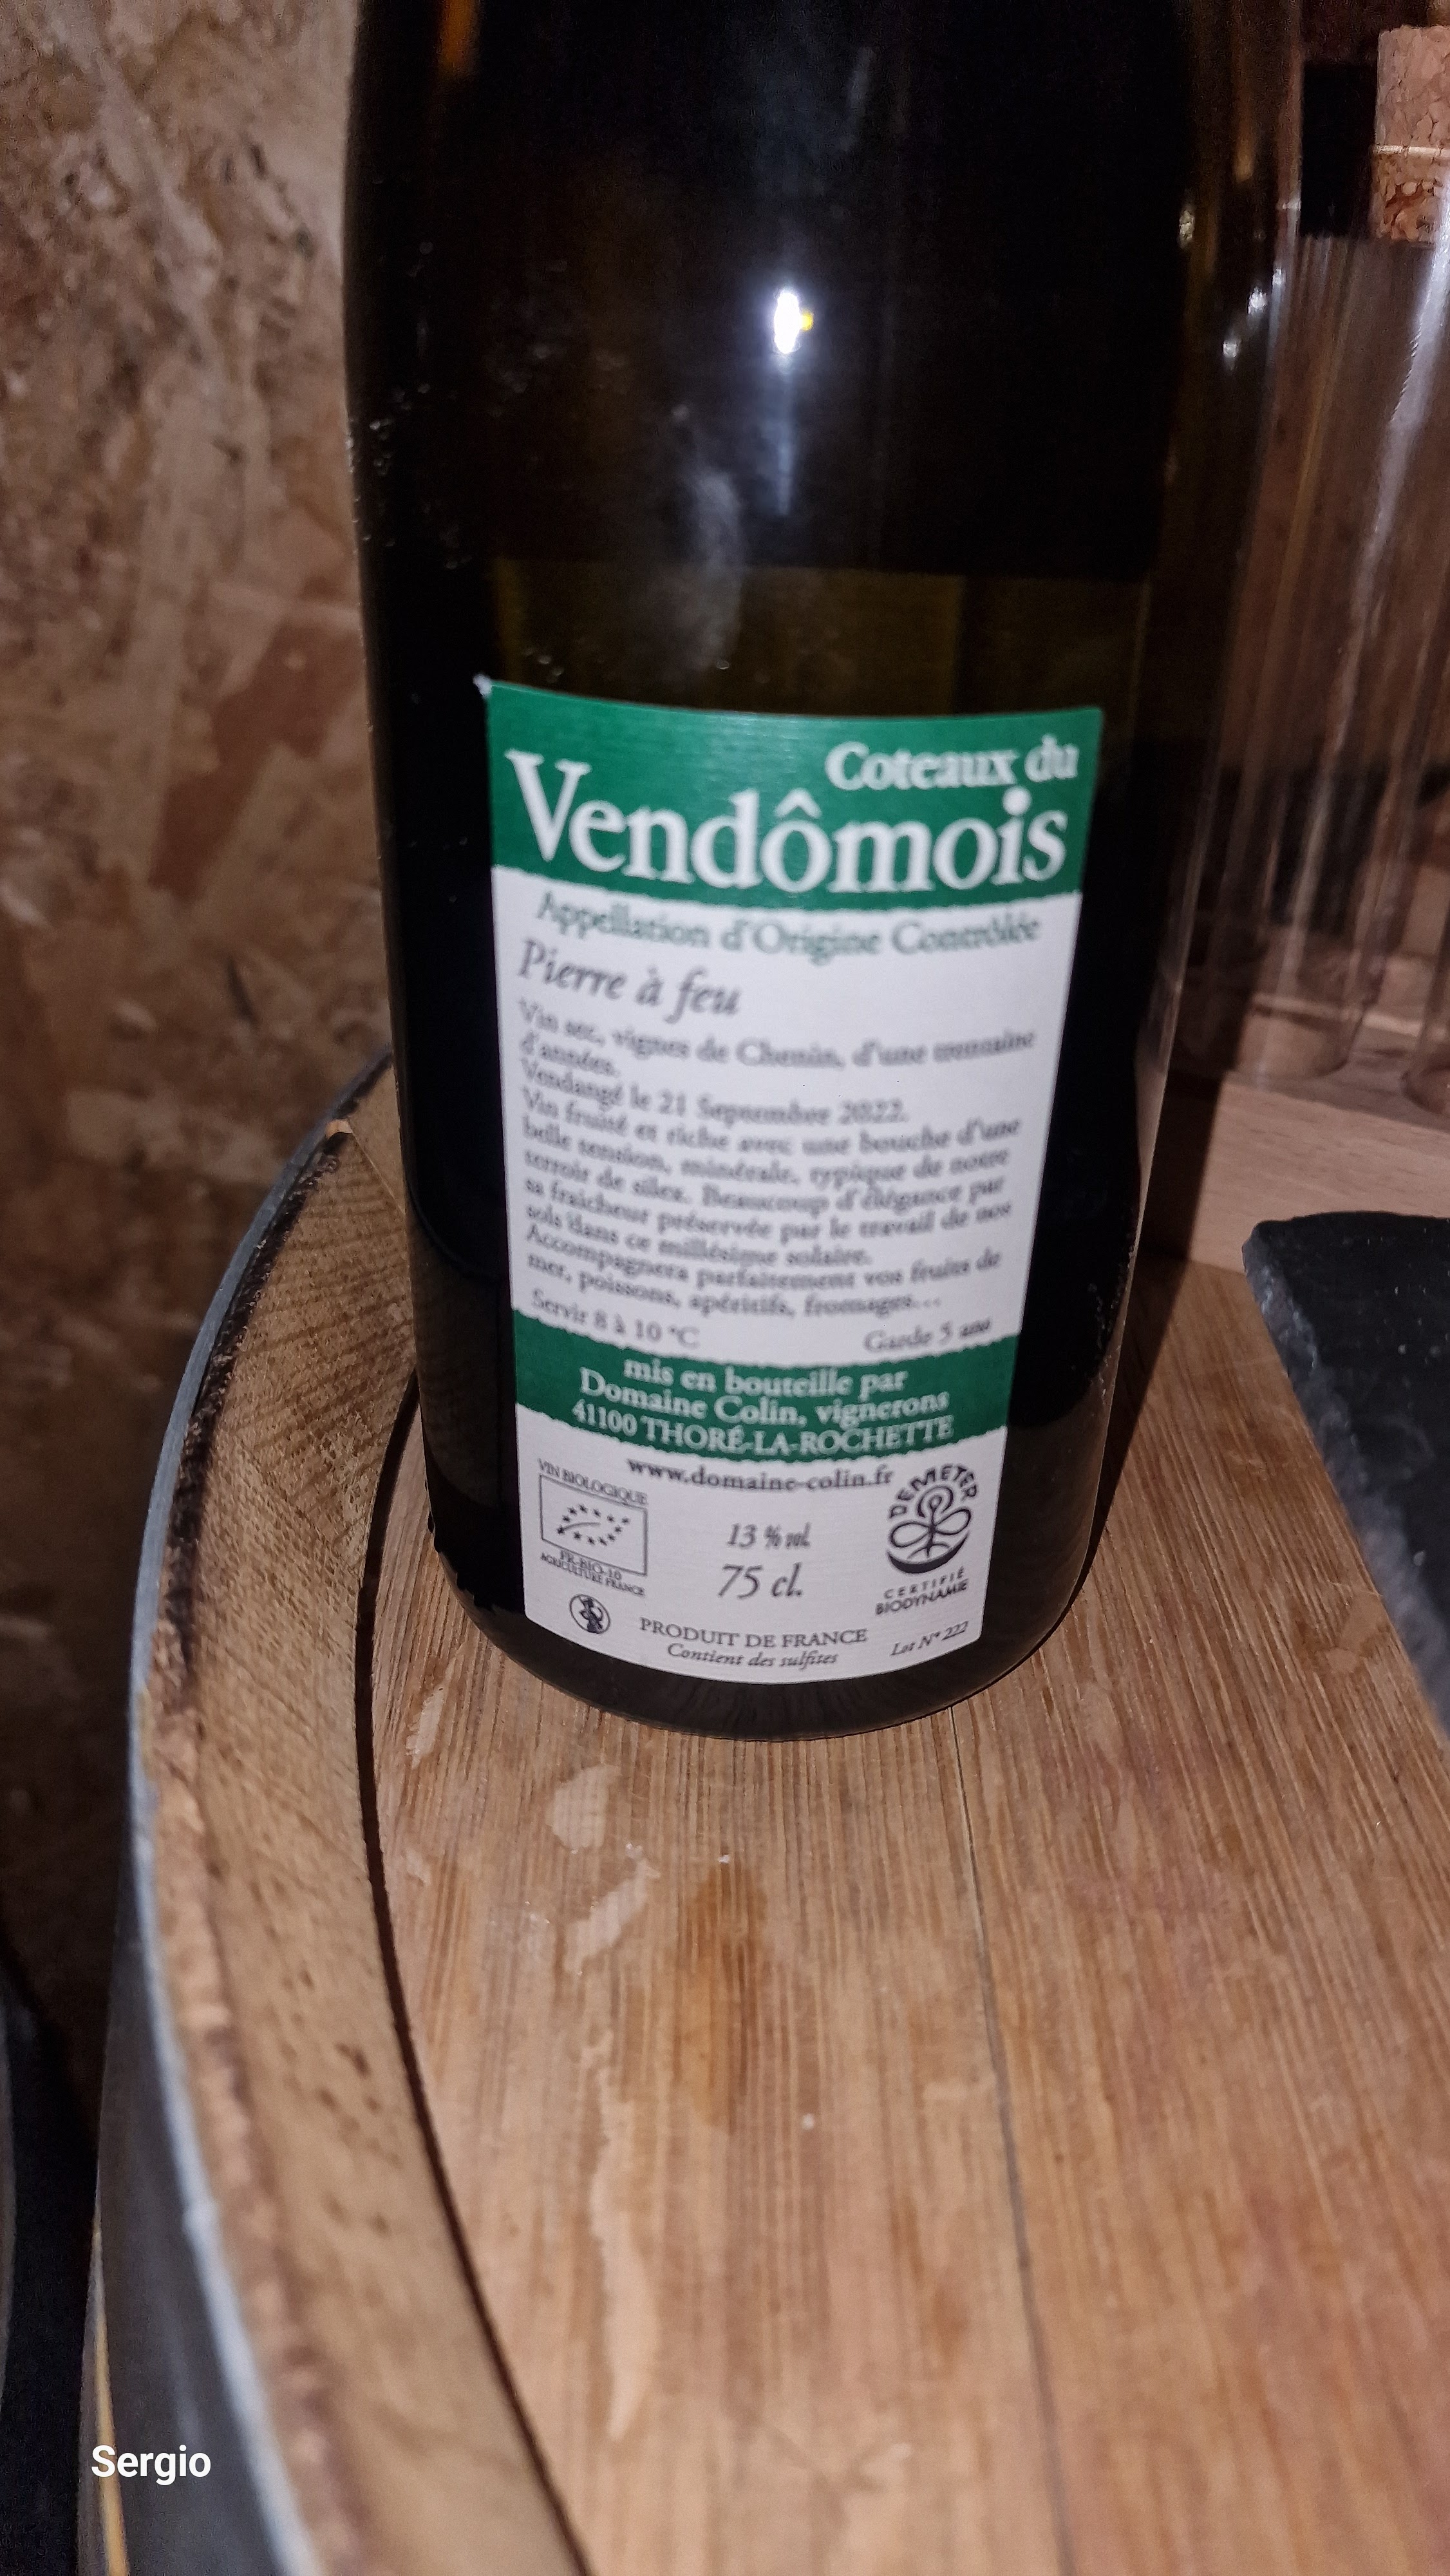 Coteaux du
Vendômois
Appellation d'Origine Contrôlée
Pierre à feu
Vin sec, vignes de Chenin, d'une trentaine
d'années.
Vendangé le 21 Septembre 2022.
Vin fruité et riche avec une bouche d'une
belle tension, minérale, typique de notre
terroir de silex. Beaucoup d'élégance par
sa fraîcheur préservée par le travail de nos
sols dans ce millésime solaire.
Accompagnera parfaitement vos fruits de
mer, poissons, apéritifs, fromages...
Servir 8 à 10 °C Garde 5 ans
mis en bouteille par
Domaine Colin, vignerons
41100 THORÉ-LA-ROCHETTE
www.domaine-colin.fr
VIN BIOLOGIQUE
FR-BIO-10
AGRICULTURE FRANCE
13 % vol.
75 cl.
DEMETER
CERTIFIÉ
BIODYNAMIE
PRODUIT DE FRANCE
Contient des sulfites
Lot N° 222
Sergio